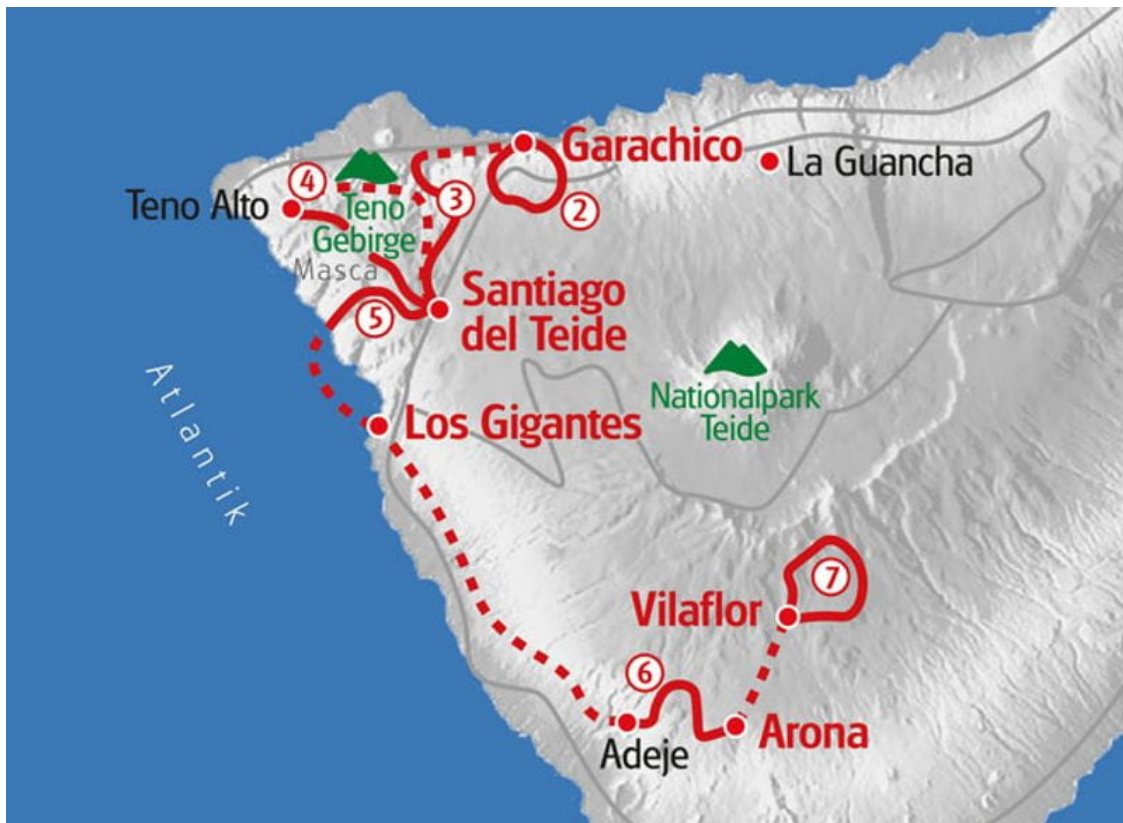 Garachico
La Guancha
4
Teno Alto
Teno
Gebirge
3
2
Masca
Santiago
del Teide
5
Nationalpark
Teide
Atlantik
Los Gigantes
7
Vilaflor
6
Arona
Adeje